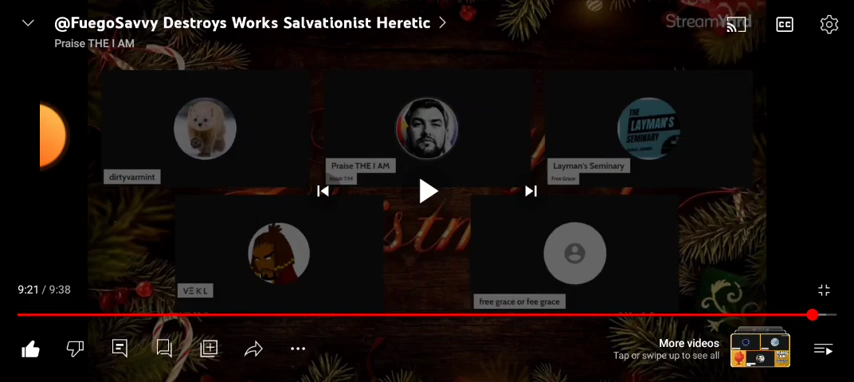 @FuegoSavvy Destroys Works Salvationist Heretic
Praise THE I AM
CC
THE
LAYMAN'S
SEMINARY
dirtyvarmint
Praise THE I AM
Layman's Seminary
Free Grace
VΞKL
free grace or fee grace
9:21 / 9:38
More videos
Tap or swipe up to see all